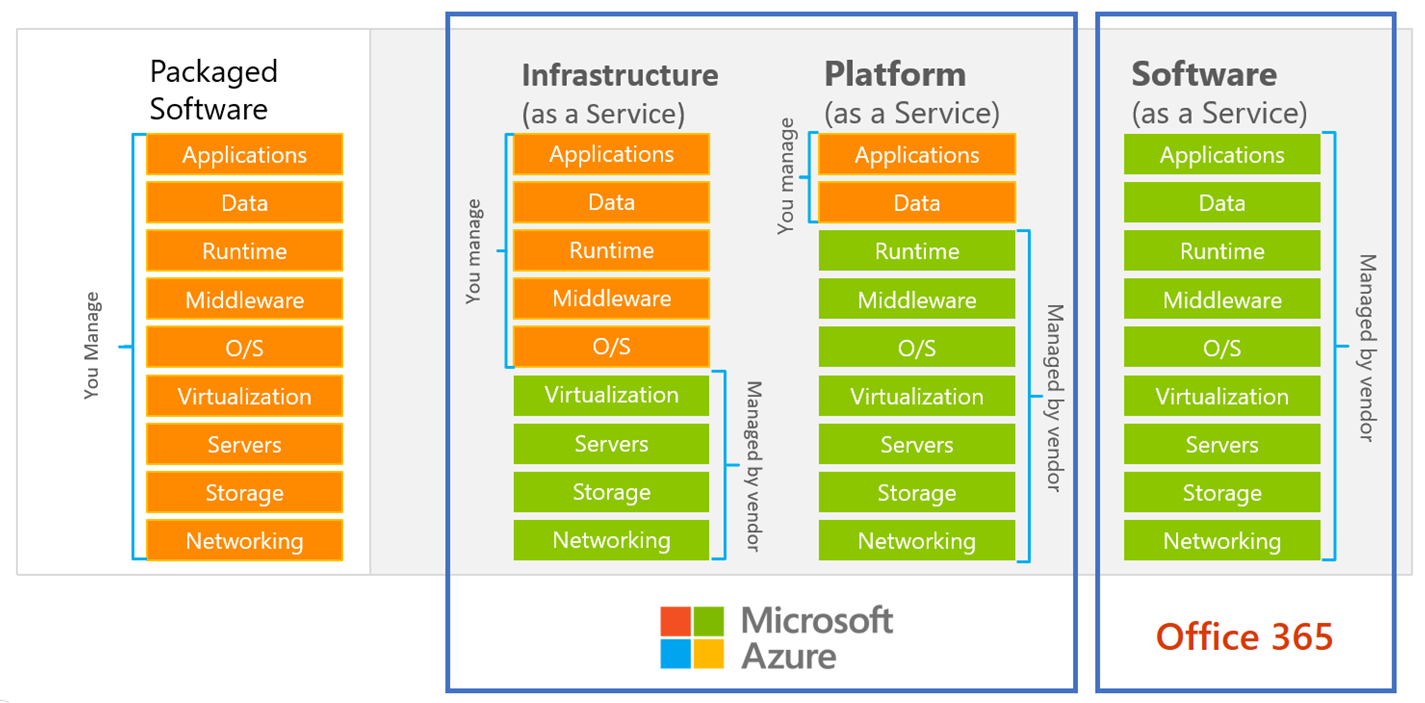 Packaged
Software
You Manage
Applications
Data
Runtime
Middleware
O/S
Virtualization
Servers
Storage
Networking
Infrastructure
(as a Service)
You manage
Applications
Data
Runtime
Middleware
O/S
Virtualization
Servers
Storage
Networking
Managed by vendor
Platform
(as a Service)
You manage
Applications
Data
Runtime
Middleware
O/S
Virtualization
Servers
Storage
Networking
Managed by vendor
Software
(as a Service)
Applications
Data
Runtime
Middleware
O/S
Virtualization
Servers
Storage
Networking
Managed by vendor
Microsoft
Azure
Office 365